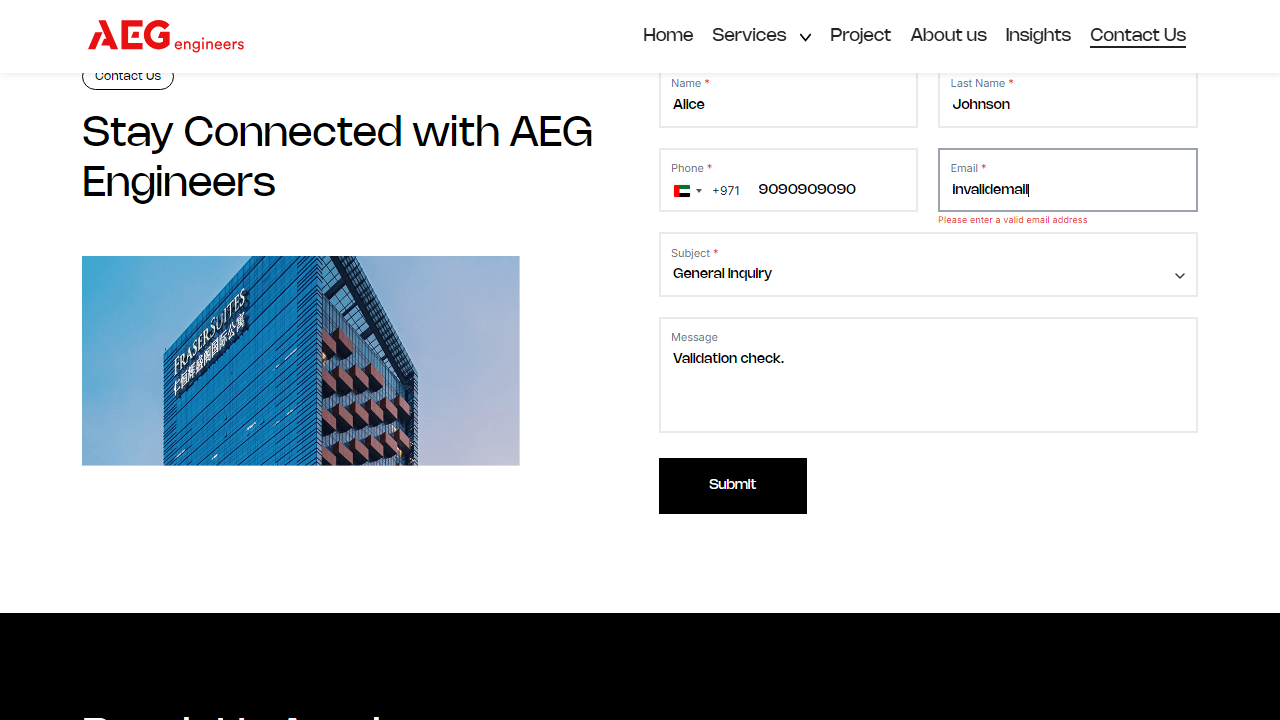 AEG engineers
Home Services Project About us Insights Contact Us
Contact Us
Stay Connected with AEG
Engineers
FRASER SUITES
Name *
Alice
Last Name *
Johnson
Phone *
+971 9090909090
Email *
invalidemail
Please enter a valid email address
Subject *
General Inquiry
Message
Validation check.
Submit